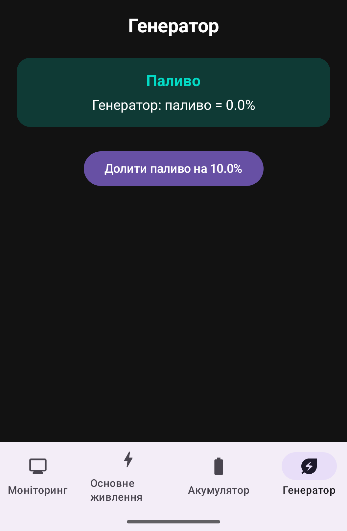 Генератор
Паливо
Генератор: паливо = 0.0%
Долити паливо на 10.0%
Моніторинг
Основне
живлення
Акумулятор
Генератор